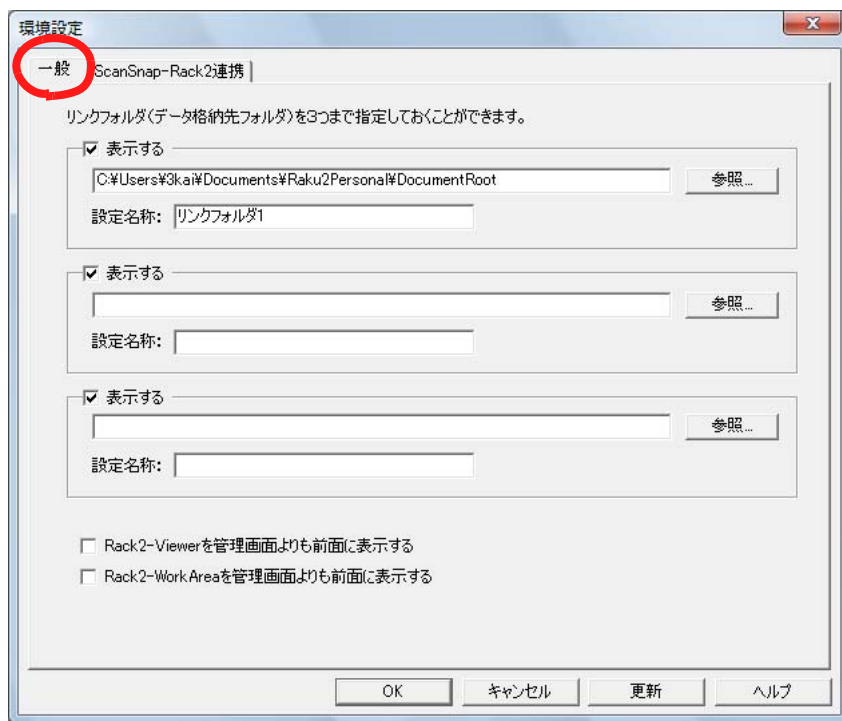 環境設定
一般 ScanSnap-Rack2連携
リンクフォルダ(データ格納先フォルダ)を3つまで指定しておくことができます。
表示する
C:¥Users¥3kai¥Documents¥Raku2Personal¥DocumentRoot 参照...
設定名称: リンクフォルダ1
表示する
参照...
設定名称:
表示する
参照...
設定名称:
Rack2-Viewerを管理画面よりも前面に表示する
Rack2-WorkAreaを管理画面よりも前面に表示する
OK キャンセル 更新 ヘルプ